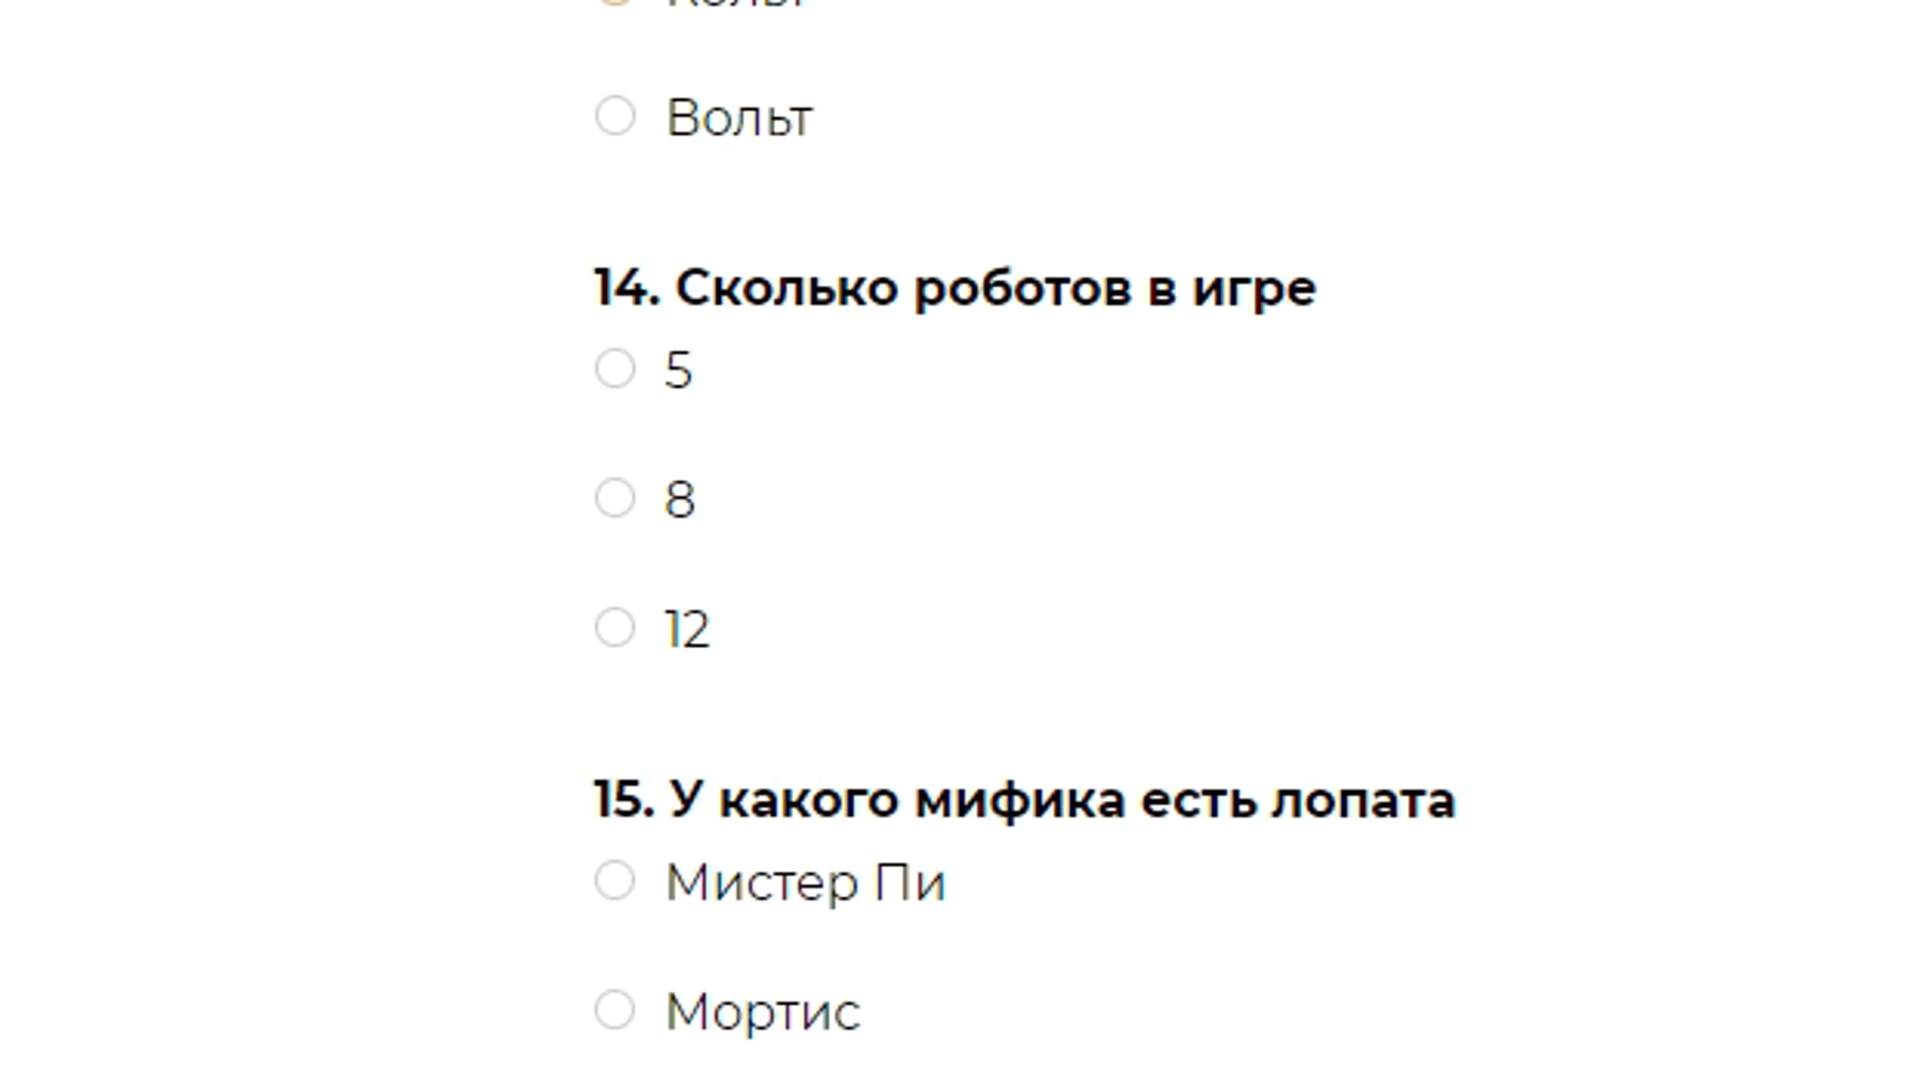 Вольт
14. Сколько роботов в игре
5
8
12
15. У какого мифика есть лопата
Мистер Пи
Мортис